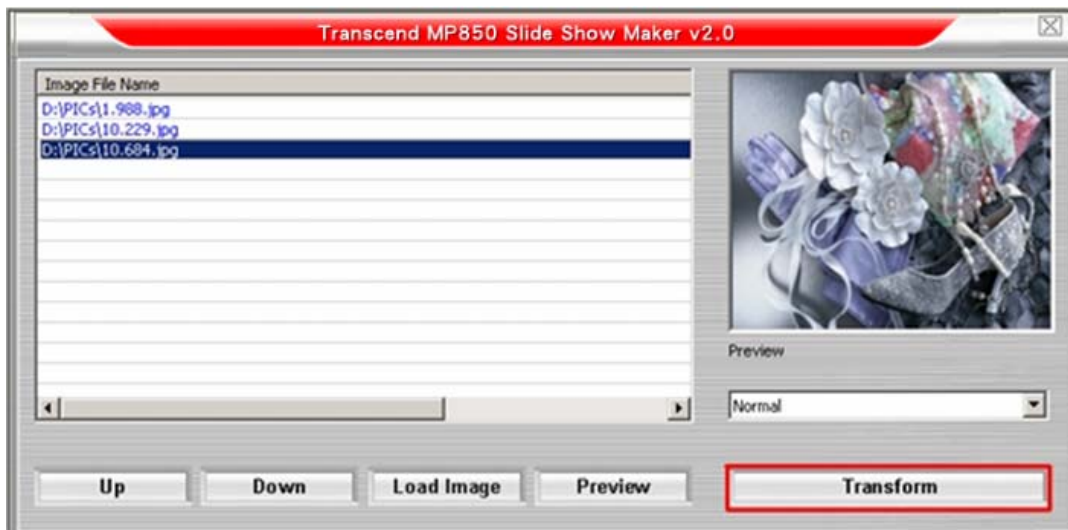 Transcend MP850 Slide Show Maker v2.0
Image File Name
D:\PICs\1.988.jpg
D:\PICs\10.229.jpg
D:\PICs\10.684.jpg
Preview
Normal
Up
Down
Load Image
Preview
Transform